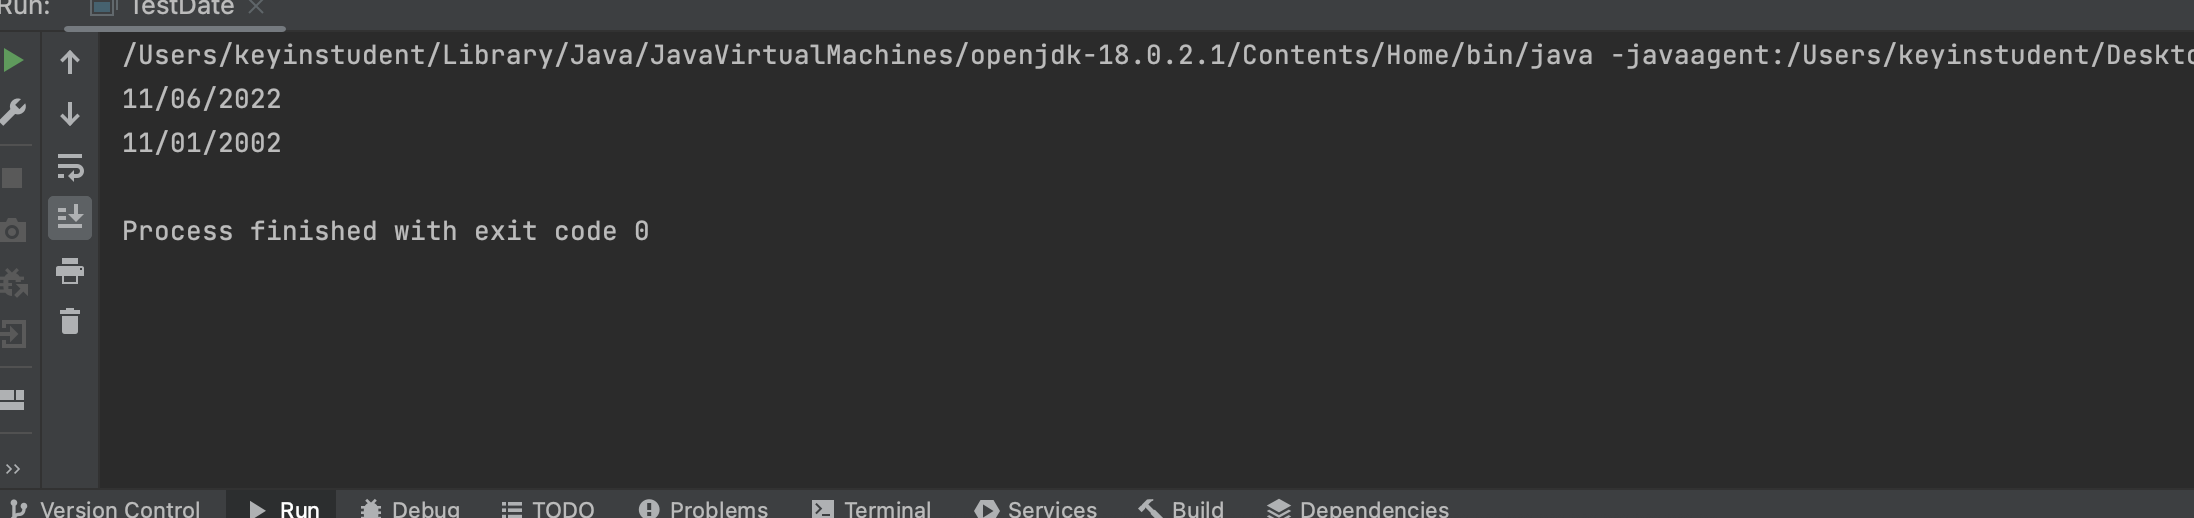 Run:
TestDate
/Users/keyinstudent/Library/Java/JavaVirtualMachines/openjdk-18.0.2.1/Contents/Home/bin/java -javaagent:/Users/keyinstudent/Deskto
11/06/2022
11/01/2002
Process finished with exit code 0
Version Control
Run
Debug
TODO
Problems
Terminal
Services
Build
Dependencies